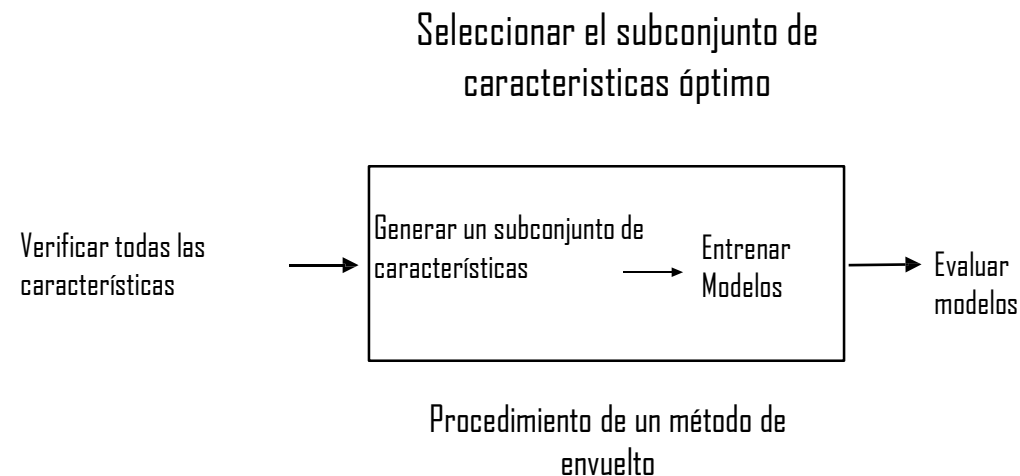 Seleccionar el subconjunto de
caracteristicas óptimo
Verificar todas las
características
Generar un subconjunto de
características
Entrenar
Modelos
Evaluar
modelos
Procedimiento de un método de
envuelto